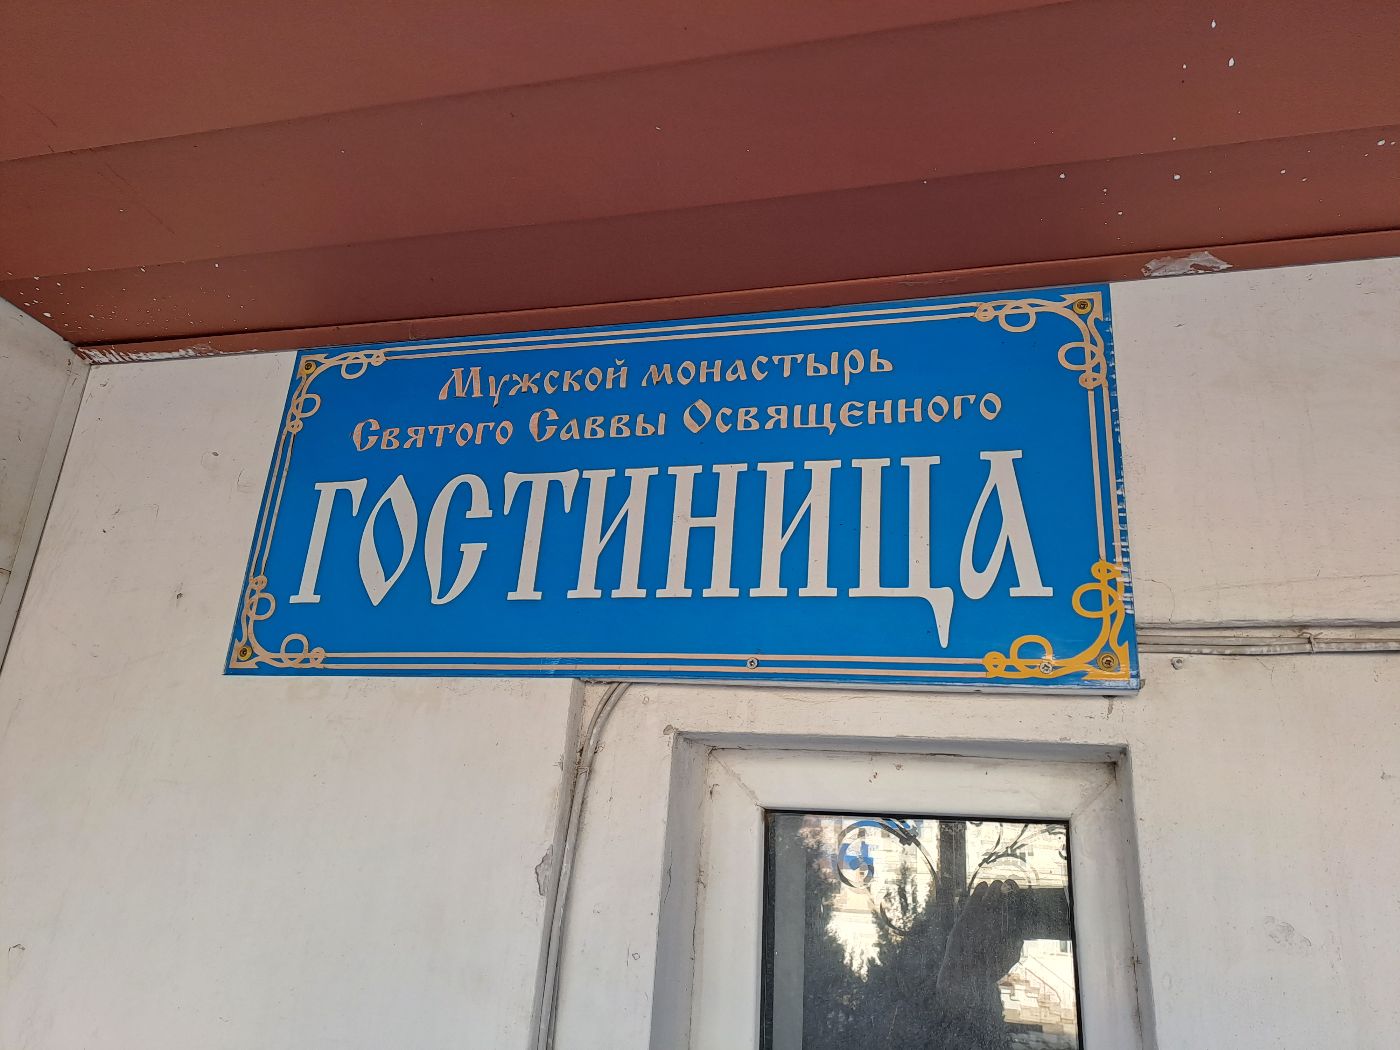 Мужской монастырь
Святого Саввы Освященного
ГОСТИНИЦА